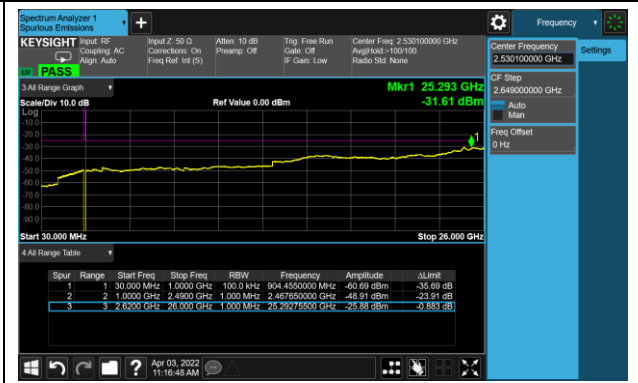 Spectrum Analyzer 1
Spurious Emissions
Frequency
KEYSIGHT
Input: RF
Coupling: AC
Align: Auto
Input Z: 50 Ω
Corrections: On
Freq Ref: Int (S)
Atten: 10 dB
Preamp: Off
Trig: Free Run
Gate: Off
IF Gain: Low
Center Freq: 2.530100000 GHz
Avg|Hold:>100/100
Radio Std: None
PASS
Center Frequency
2.530100000 GHz
Settings
CF Step
2.649000000 GHz
Auto
Man
Freq Offset
0 Hz
3 All Range Graph
Mkr1 25.293 GHz
-31.61 dBm
Scale/Div 10.0 dB
Ref Value 0.00 dBm
Log
-10.0
-20.0
-30.0
-40.0
-50.0
-60.0
-70.0
-80.0
-90.0
1
Start 30.000 MHz
Stop 26.000 GHz
4 All Range Table
Spur Range Start Freq Stop Freq RBW Frequency Amplitude ΔLimit
1 1 30.000 MHz 1.0000 GHz 100.0 kHz 904.4550000 MHz -60.69 dBm -35.69 dB
2 2 1.0000 GHz 2.4900 GHz 1.000 MHz 2.467650000 GHz -48.91 dBm -23.91 dB
3 3 2.6200 GHz 26.000 GHz 1.000 MHz 25.29275500 GHz -25.88 dBm -0.883 dB
?
Apr 03, 2022
11:16:48 AM